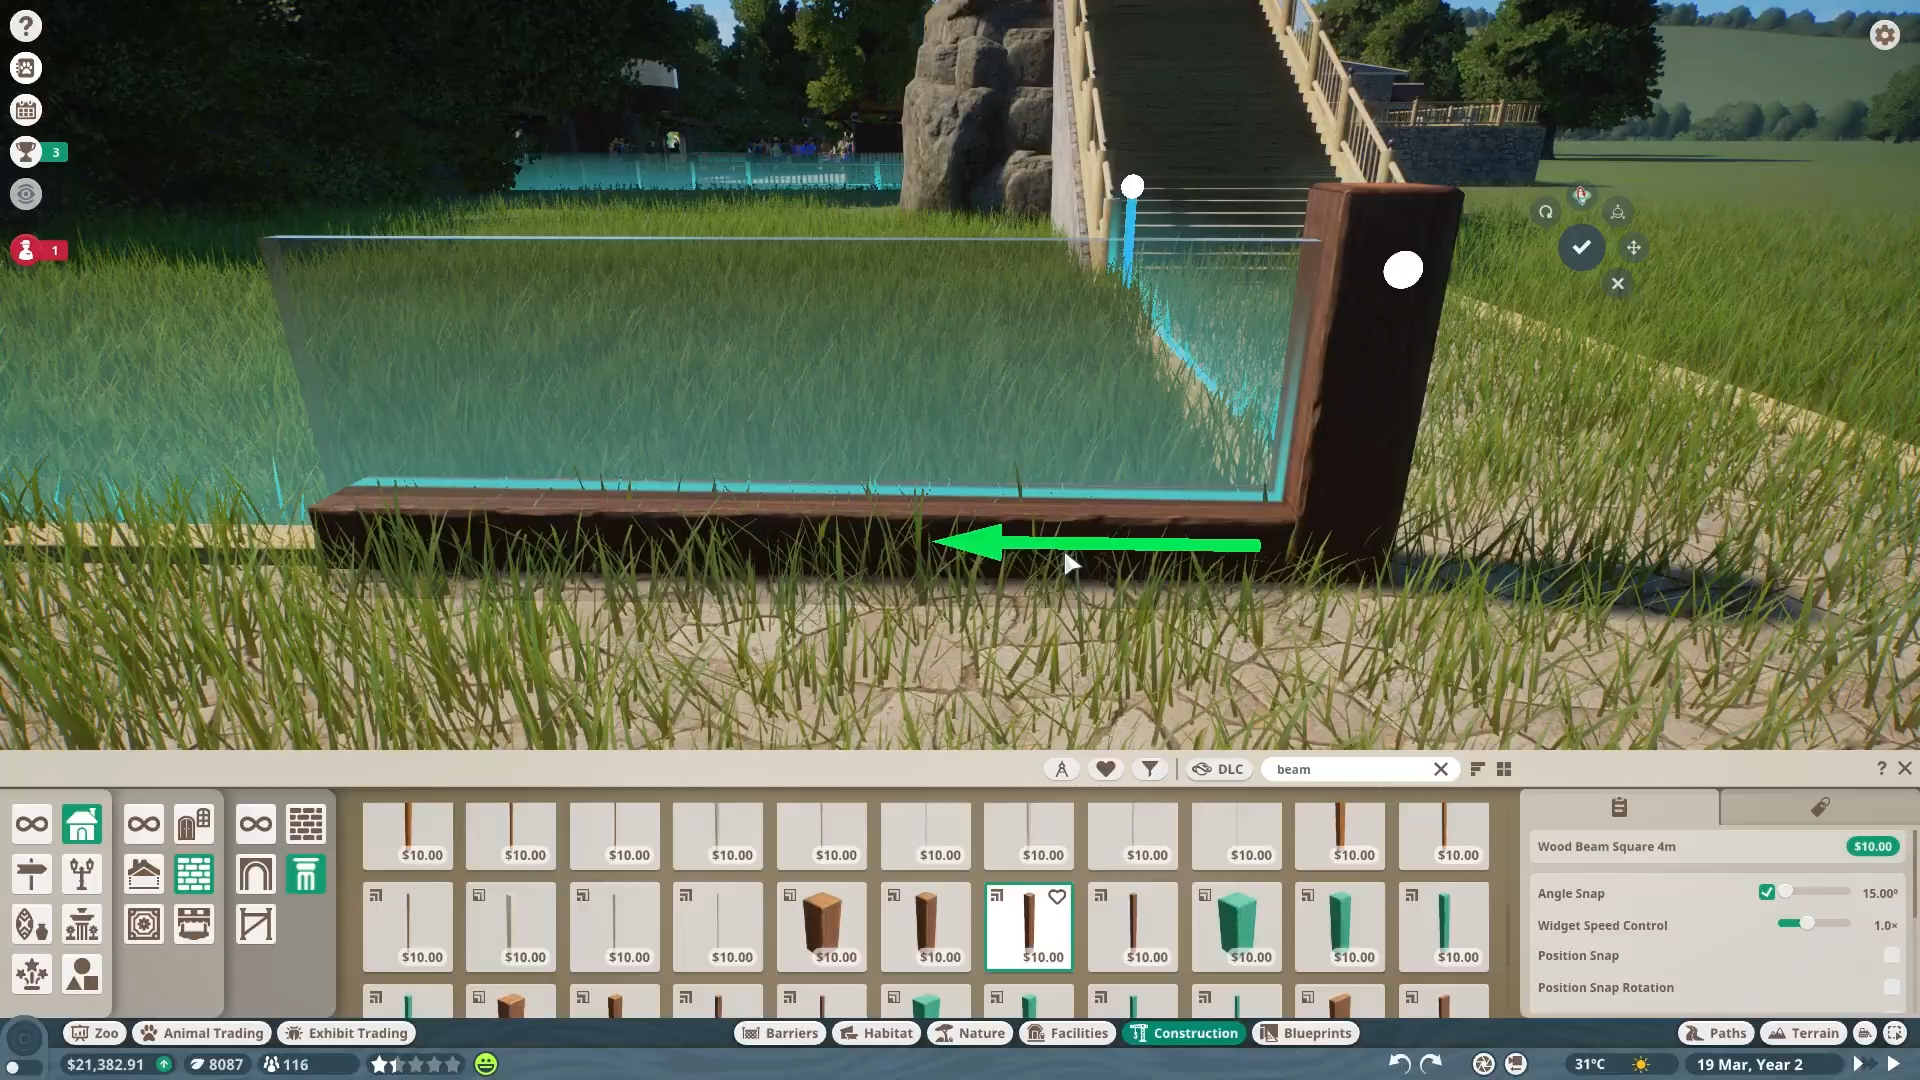 ?
3
1
DLC
beam
?
$10.00 $10.00 $10.00 $10.00 $10.00 $10.00 $10.00 $10.00 $10.00 $10.00 $10.00
$10.00 $10.00 $10.00 $10.00 $10.00 $10.00 $10.00 $10.00 $10.00 $10.00 $10.00
Wood Beam Square 4m $10.00
Angle Snap 15.00°
Widget Speed Control 1.0×
Position Snap
Position Snap Rotation
Zoo Animal Trading Exhibit Trading Barriers Habitat Nature Facilities Construction Blueprints Paths Terrain
$21,382.91 8087 116 31°C 19 Mar, Year 2